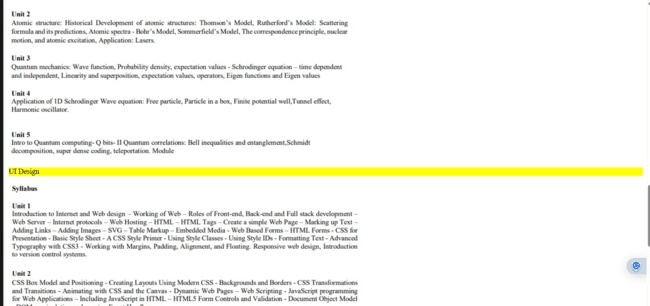 Unit 2
Atomic structure: Historical Development of atomic structures: Thomson's Model, Rutherford's Model: Scattering
formula and its predictions, Atomic spectra - Bohr's Model, Sommerfield's Model, The correspondence principle, nuclear
motion, and atomic excitation, Application: Lasers.
Unit 3
Quantum mechanics: Wave function, Probability density, expectation values - Schrodinger equation – time dependent
and independent, Linearity and superposition, expectation values, operators, Eigen functions and Eigen values
Unit 4
Application of 1D Schrodinger Wave equation: Free particle, Particle in a box, Finite potential well,Tunnel effect,
Harmonic oscillator.
Unit 5
Intro to Quantum computing- Q bits- II Quantum correlations: Bell inequalities and entanglement,Schmidt
decomposition, super dense coding, teleportation. Module
UI Design
Syllabus
Unit 1
Introduction to Internet and Web design – Working of Web – Roles of Front-end, Back-end and Full stack development –
Web Server – Internet protocols – Web Hosting – HTML – HTML Tags – Create a simple Web Page – Marking up Text –
Adding Links – Adding Images – SVG – Table Markup – Embedded Media - Web Based Forms – HTML Forms - CSS for
Presentation - Basic Style Sheet - A CSS Style Primer - Using Style Classes - Using Style IDs - Formatting Text - Advanced
Typography with CSS3 - Working with Margins, Padding, Alignment, and Floating. Responsive web design, Introduction
to version control systems.
Unit 2
CSS Box Model and Positioning - Creating Layouts Using Modern CSS - Backgrounds and Borders - CSS Transformations
and Transitions - Animating with CSS and the Canvas - Dynamic Web Pages – Web Scripting - JavaScript programming
for Web Applications – Including JavaScript in HTML – HTML5 Form Controls and Validation - Document Object Model